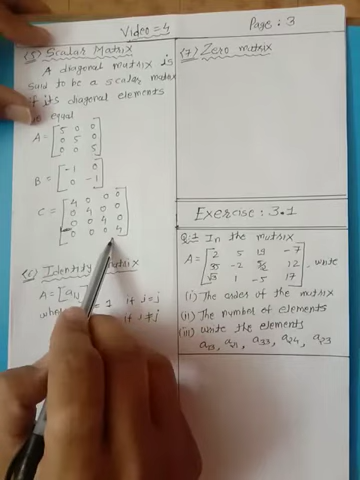 Video = 4
Page : 3
(5) Scalar Matrix
A diagonal matrix is
said to be a scalar matrix
if its diagonal elements
equal
A = [5 0 0
0 5 0
0 0 5]
B = [-1 0
0 -1]
C = [4 0 0 0
0 4 0 0
0 0 4 0
0 0 0 4]
(6) Identity Matrix
A = [aij]
= 1 if i = j
if i ≠ j
(7) Zero matrix
Exercise : 3.1
Q:1 In the matrix
A = [2 5 19 -7
35 -2 5/2 12
√3 1 -5 17], write
(i) The order of the matrix
(ii) The number of elements
(iii) write the elements
a13, a21, a33, a24, a23